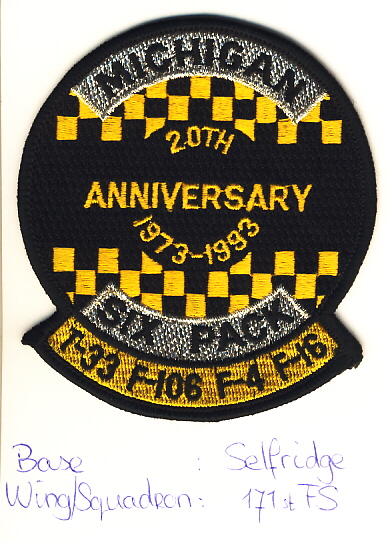 MICHIGAN
20TH
ANNIVERSARY
1973-1993
SIX PACK
T-33 F-106 F-4 F-16
Base : Selfridge
Wing/Squadron: 171st FS